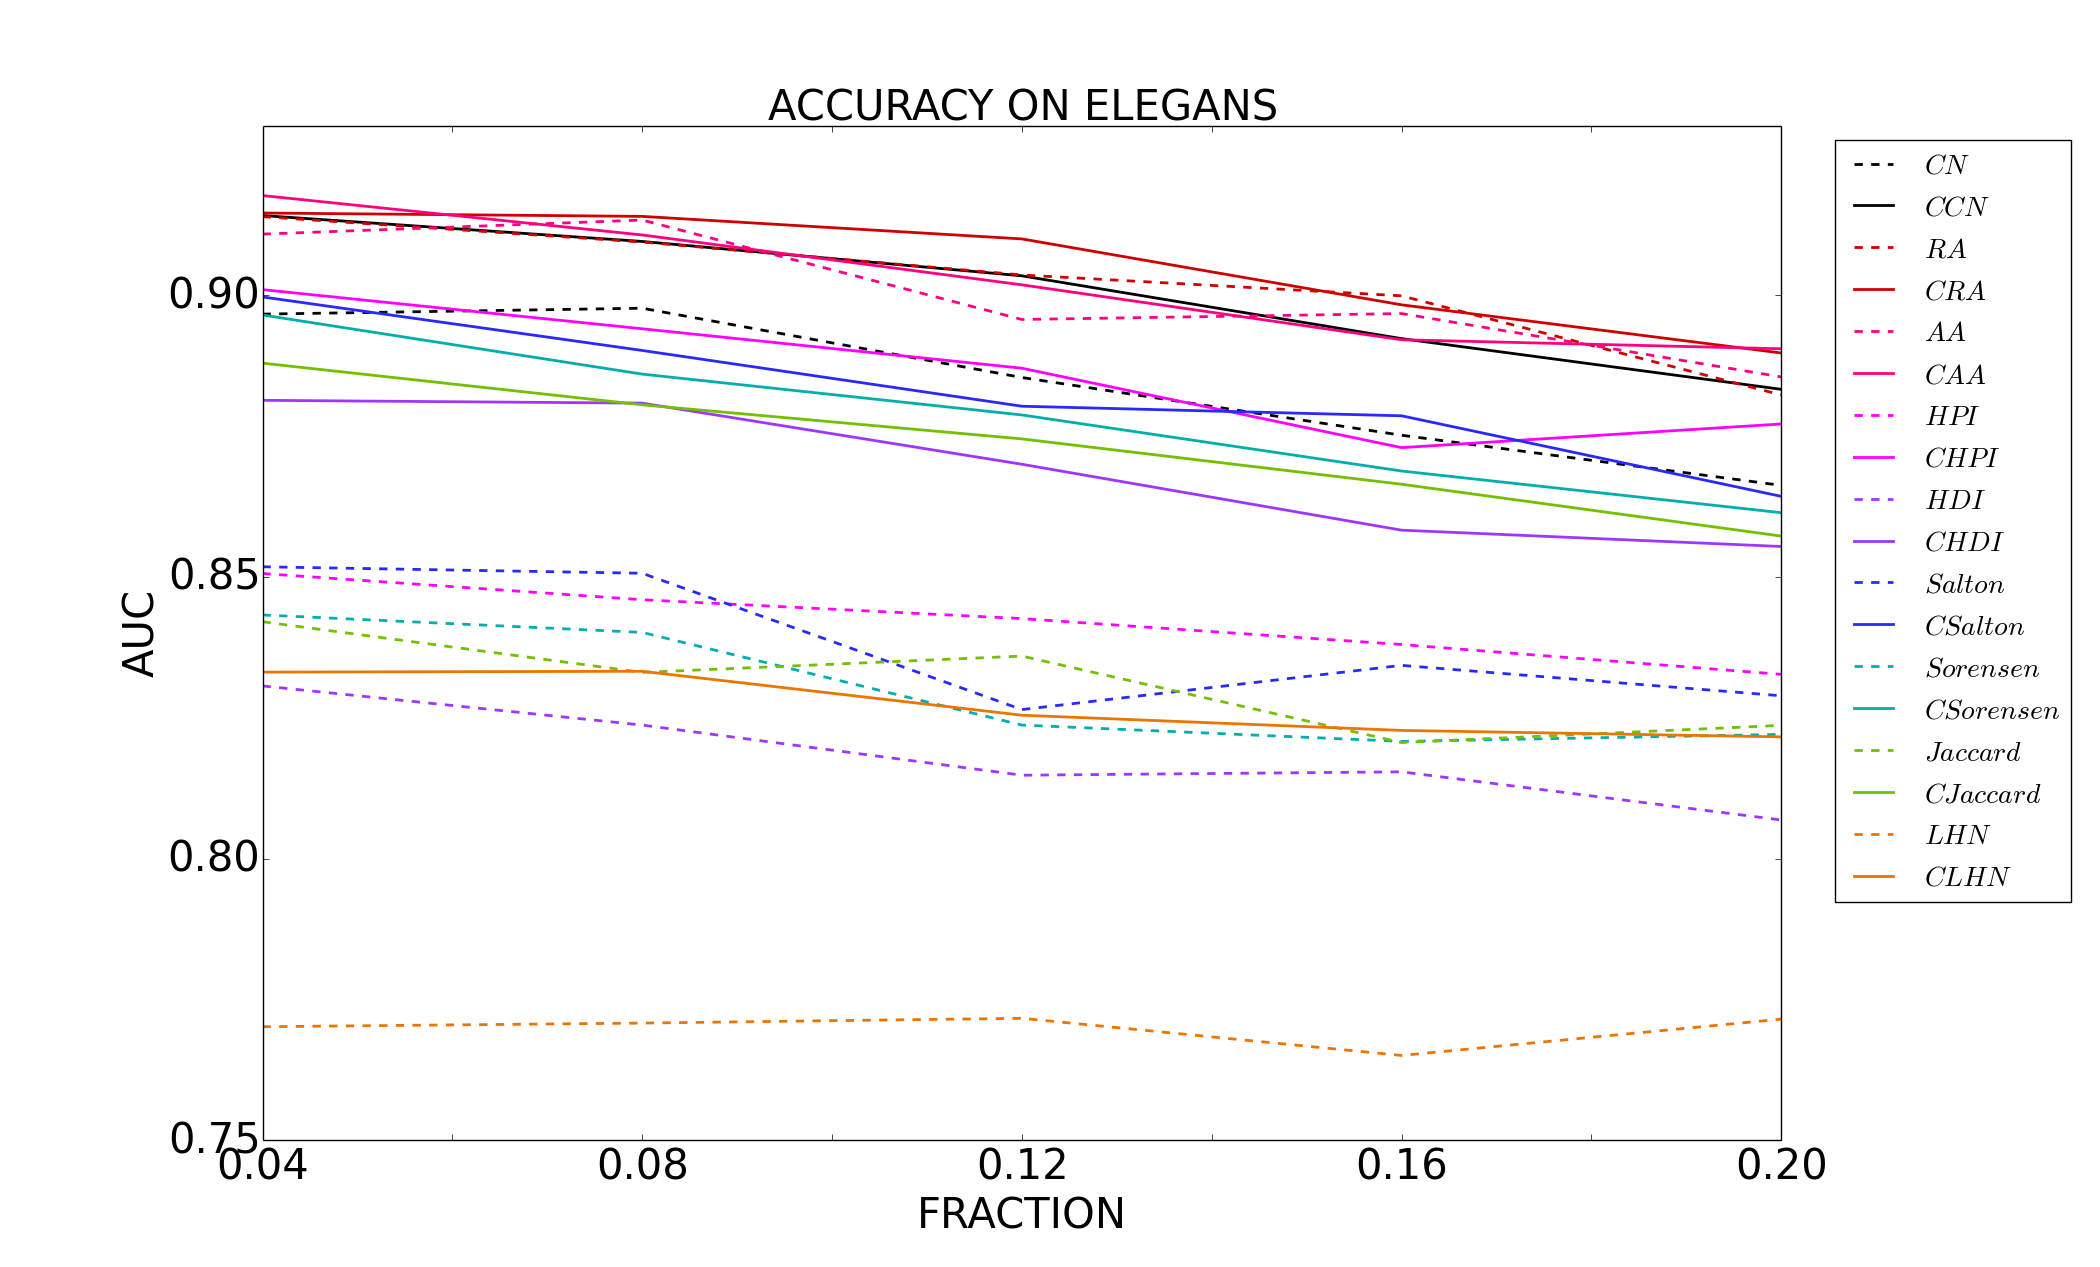 ACCURACY ON ELEGANS
AUC
0.90
0.85
0.80
0.75
0.04 0.08 0.12 0.16 0.20
FRACTION
CN
CCN
RA
CRA
AA
CAA
HPI
CHPI
HDI
CHDI
Salton
CSalton
Sorensen
CSorensen
Jaccard
CJaccard
LHN
CLHN